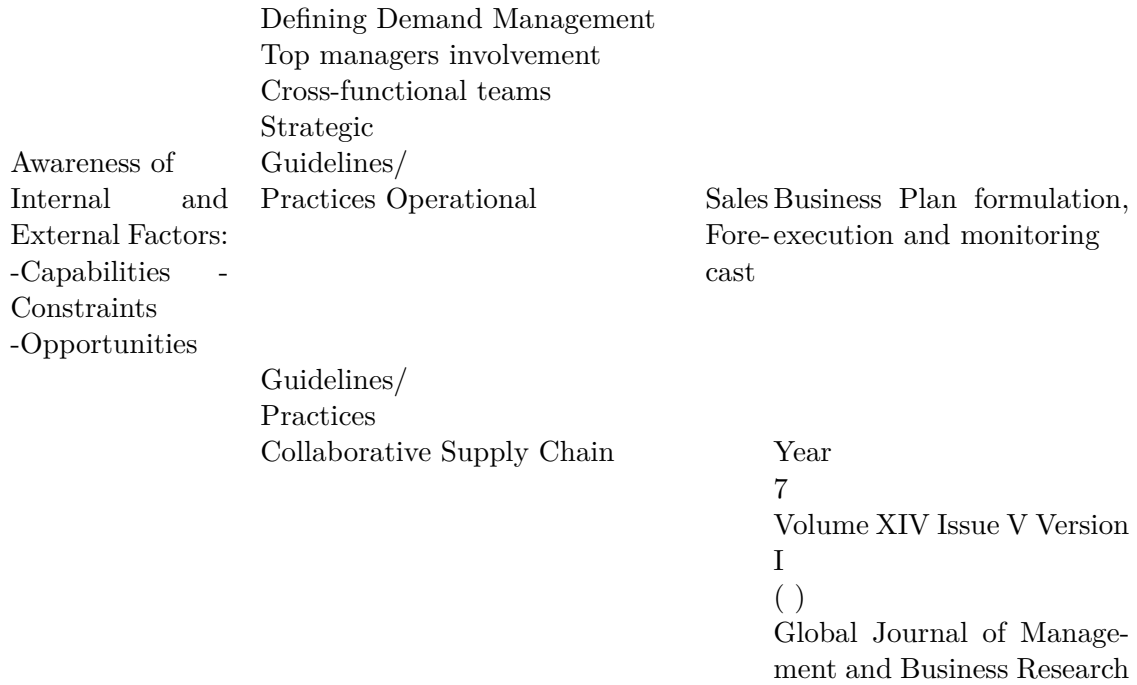 Defining Demand Management
Top managers involvement
Cross-functional teams
Strategic
Awareness of Guidelines/
Internal and Practices Operational Sales Business Plan formulation,
External Factors: Fore- execution and monitoring
-Capabilities - cast
Constraints
-Opportunities
Guidelines/
Practices
Collaborative Supply Chain Year
7
Volume XIV Issue V Version
I
( )
Global Journal of Manage-
ment and Business Research